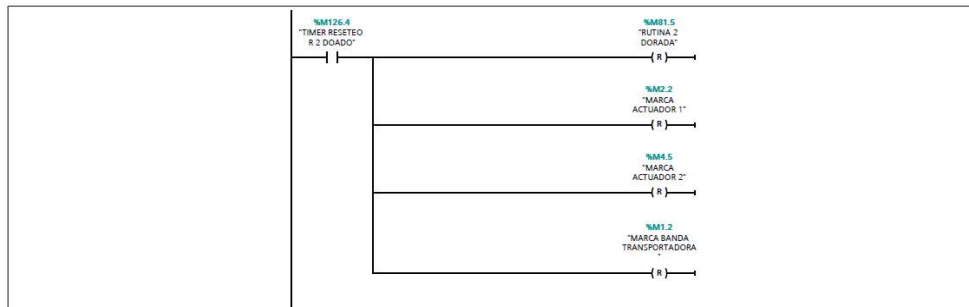 %M126.4
"TIMER RESETEO
R 2 DOADO"
%M81.5
"RUTINA 2
DORADA"
( R )
%M2.2
"MARCA
ACTUADOR 1"
( R )
%M4.5
"MARCA
ACTUADOR 2"
( R )
%M1.2
"MARCA BANDA
TRANSPORTADORA
"
( R )